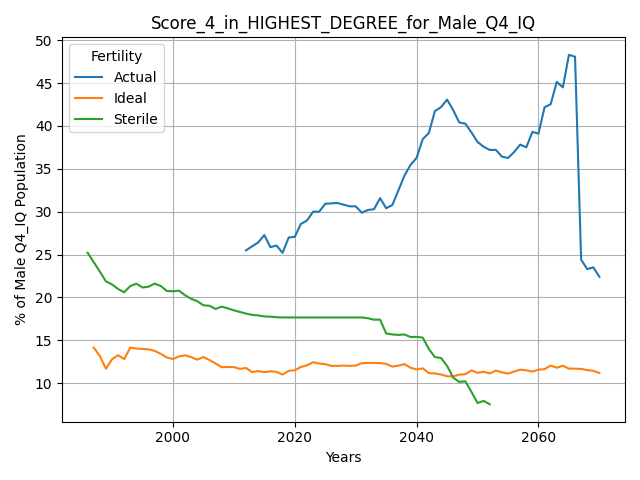 Score_4_in_HIGHEST_DEGREE_for_Male_Q4_IQ
Fertility
Actual
Ideal
Sterile
% of Male Q4_IQ Population
50
45
40
35
30
25
20
15
10
2000 2020 2040 2060
Years